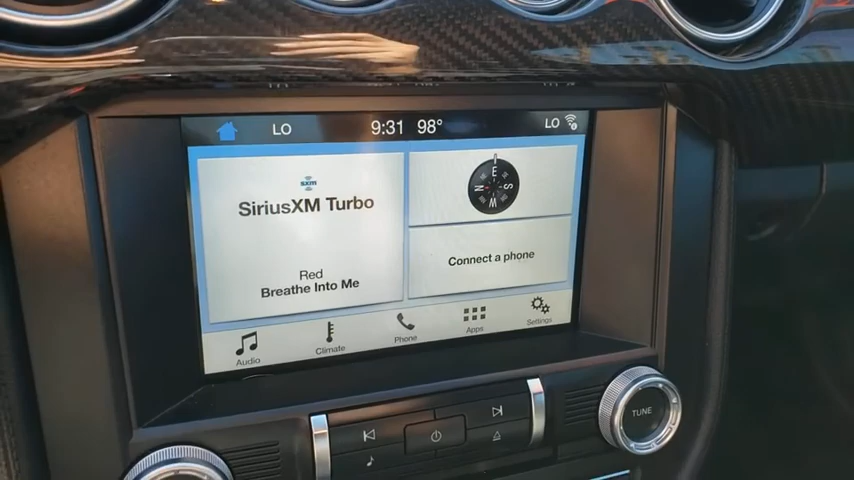 LO
9:31 98°
LO
sxm
SiriusXM Turbo
Red
Breathe Into Me
E
S
W
N
Connect a phone
Audio
Climate
Phone
Apps
Settings
TUNE